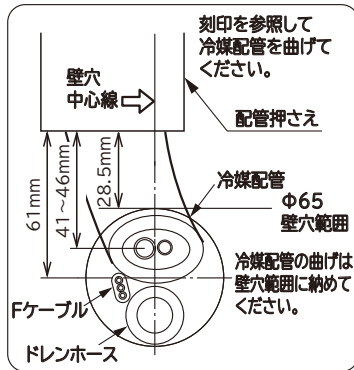 刻印を参照して
冷媒配管を曲げて
ください。
壁穴
中心線
配管押さえ
61mm
41～46mm
28.5mm
冷媒配管
Φ65
壁穴範囲
冷媒配管の曲げは
壁穴範囲に納めて
ください。
Fケーブル
ドレンホース